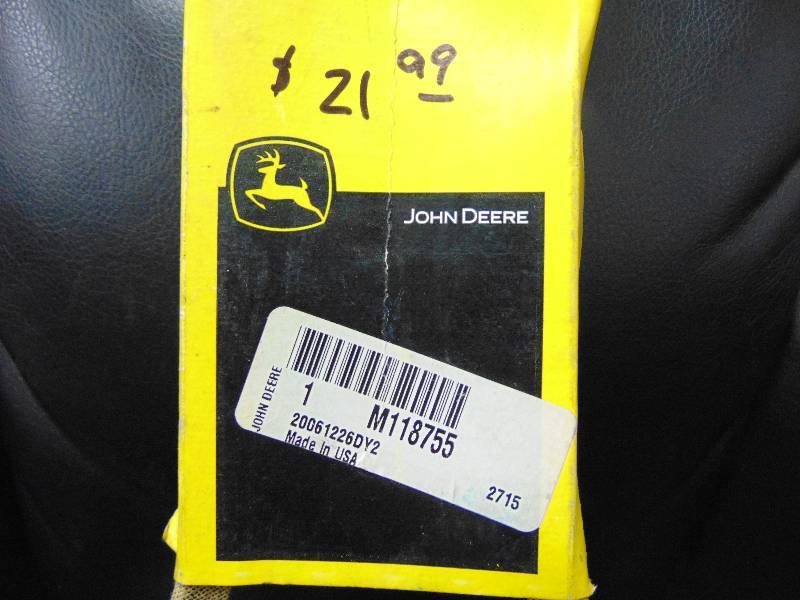 $ 21 99
JOHN DEERE
JOHN DEERE
1 M118755
20061226DY2
Made In USA
2715